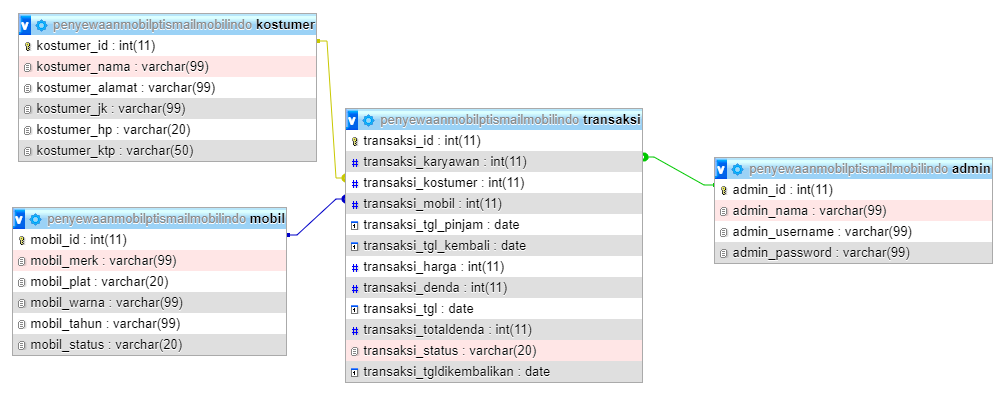 penyewaanmobilptismailmobilindo kostumer
kostumer_id : int(11)
kostumer_nama : varchar(99)
kostumer_alamat : varchar(99)
kostumer_jk : varchar(99)
kostumer_hp : varchar(20)
kostumer_ktp : varchar(50)
penyewaanmobilptismailmobilindo mobil
mobil_id : int(11)
mobil_merk : varchar(99)
mobil_plat : varchar(20)
mobil_warna : varchar(99)
mobil_tahun : varchar(99)
mobil_status : varchar(20)
penyewaanmobilptismailmobilindo transaksi
transaksi_id : int(11)
# transaksi_karyawan : int(11)
# transaksi_kostumer : int(11)
# transaksi_mobil : int(11)
transaksi_tgl_pinjam : date
transaksi_tgl_kembali : date
# transaksi_harga : int(11)
# transaksi_denda : int(11)
transaksi_tgl : date
# transaksi_totaldenda : int(11)
transaksi_status : varchar(20)
transaksi_tgldikembalikan : date
penyewaanmobilptismailmobilindo admin
admin_id : int(11)
admin_nama : varchar(99)
admin_username : varchar(99)
admin_password : varchar(99)